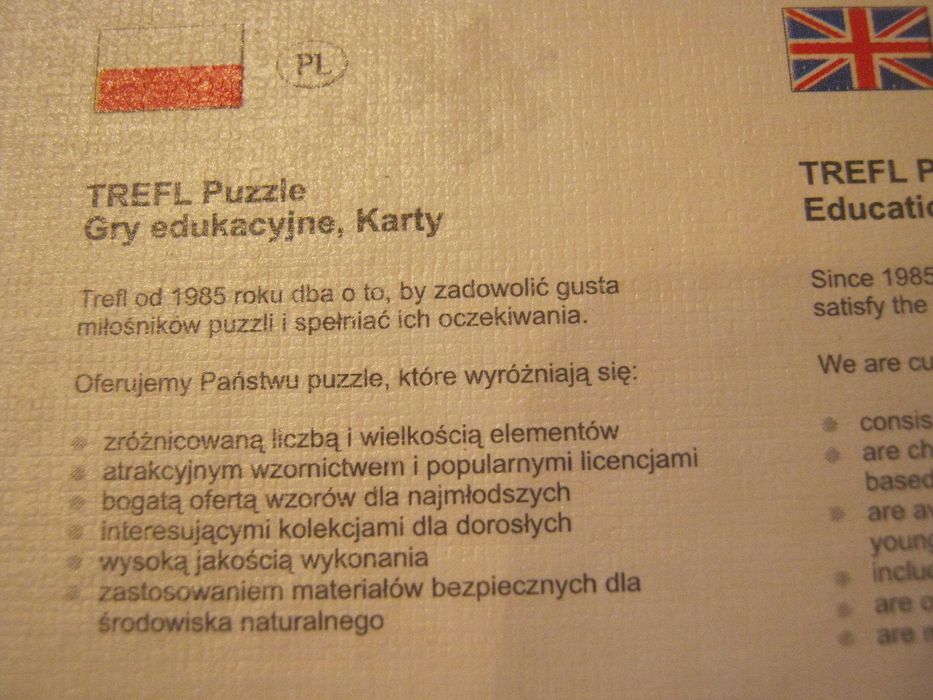 PL
TREFL Puzzle
Gry edukacyjne, Karty
Trefl od 1985 roku dba o to, by zadowolić gusta
miłośników puzzli i spełniać ich oczekiwania.
Oferujemy Państwu puzzle, które wyróżniają się:
zróżnicowaną liczbą i wielkością elementów
atrakcyjnym wzornictwem i popularnymi licencjami
bogatą ofertą wzorów dla najmłodszych
interesującymi kolekcjami dla dorosłych
wysoką jakością wykonania
zastosowaniem materiałów bezpiecznych dla
środowiska naturalnego
TREFL P
Educatio
Since 1985
satisfy the
We are cu
consis
are ch
based
are av
young
includ
are
are